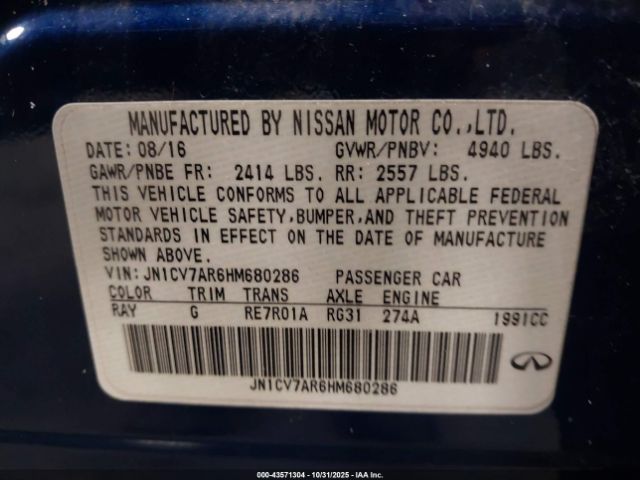 MANUFACTURED BY NISSAN MOTOR CO.,LTD.
DATE: 08/16 GVWR/PNBV: 4940 LBS.
GAWR/PNBE FR: 2414 LBS. RR: 2557 LBS.
THIS VEHICLE CONFORMS TO ALL APPLICABLE FEDERAL
MOTOR VEHICLE SAFETY,BUMPER,AND THEFT PREVENTION
STANDARDS IN EFFECT ON THE DATE OF MANUFACTURE
SHOWN ABOVE.
VIN: JN1CV7AR6HM680286 PASSENGER CAR
COLOR TRIM TRANS AXLE ENGINE
RAY G RE7R01A RG31 274A 1991CC
JN1CV7AR6HM680286
000-43571304 | 10/31/2025 | IAA Inc.